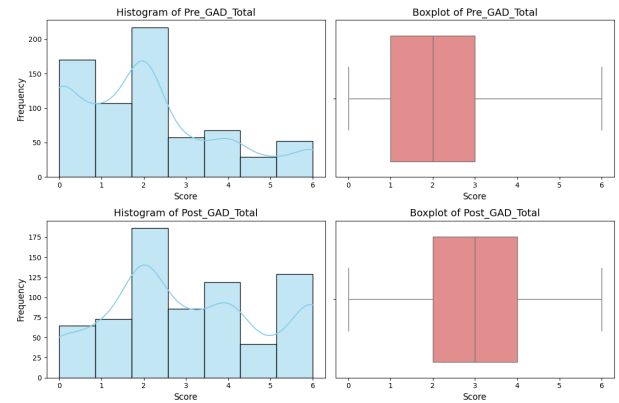 Histogram of Pre_GAD_Total
Frequency
200
150
100
50
0
0 1 2 3 4 5 6
Score
Boxplot of Pre_GAD_Total
0 1 2 3 4 5 6
Score
Histogram of Post_GAD_Total
Frequency
175
150
125
100
75
50
25
0
0 1 2 3 4 5 6
Score
Boxplot of Post_GAD_Total
0 1 2 3 4 5 6
Score